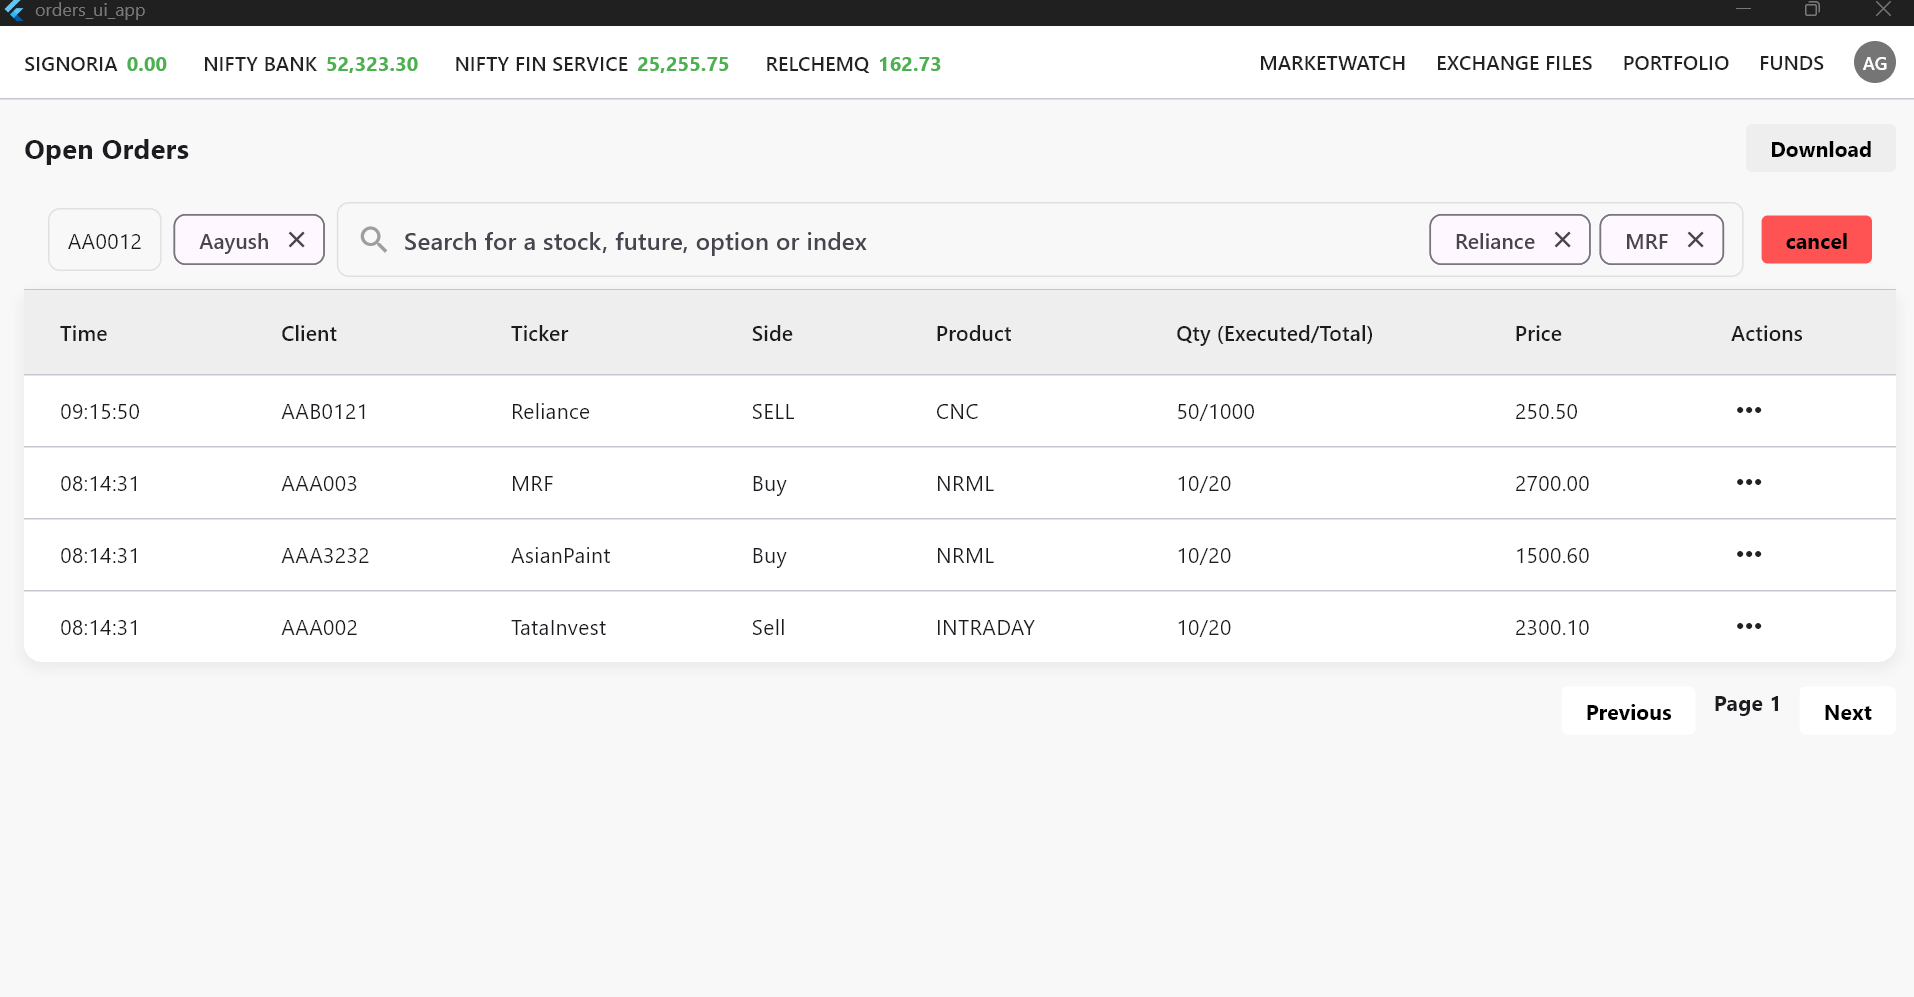 orders_ui_app
SIGNORIA 0.00 NIFTY BANK 52,323.30 NIFTY FIN SERVICE 25,255.75 RELCHEMQ 162.73 MARKETWATCH EXCHANGE FILES PORTFOLIO FUNDS AG
Open Orders Download
AA0012 Aayush Search for a stock, future, option or index Reliance MRF cancel
Time Client Ticker Side Product Qty (Executed/Total) Price Actions
09:15:50 AAB0121 Reliance SELL CNC 50/1000 250.50
08:14:31 AAA003 MRF Buy NRML 10/20 2700.00
08:14:31 AAA3232 AsianPaint Buy NRML 10/20 1500.60
08:14:31 AAA002 TataInvest Sell INTRADAY 10/20 2300.10
Previous Page 1 Next